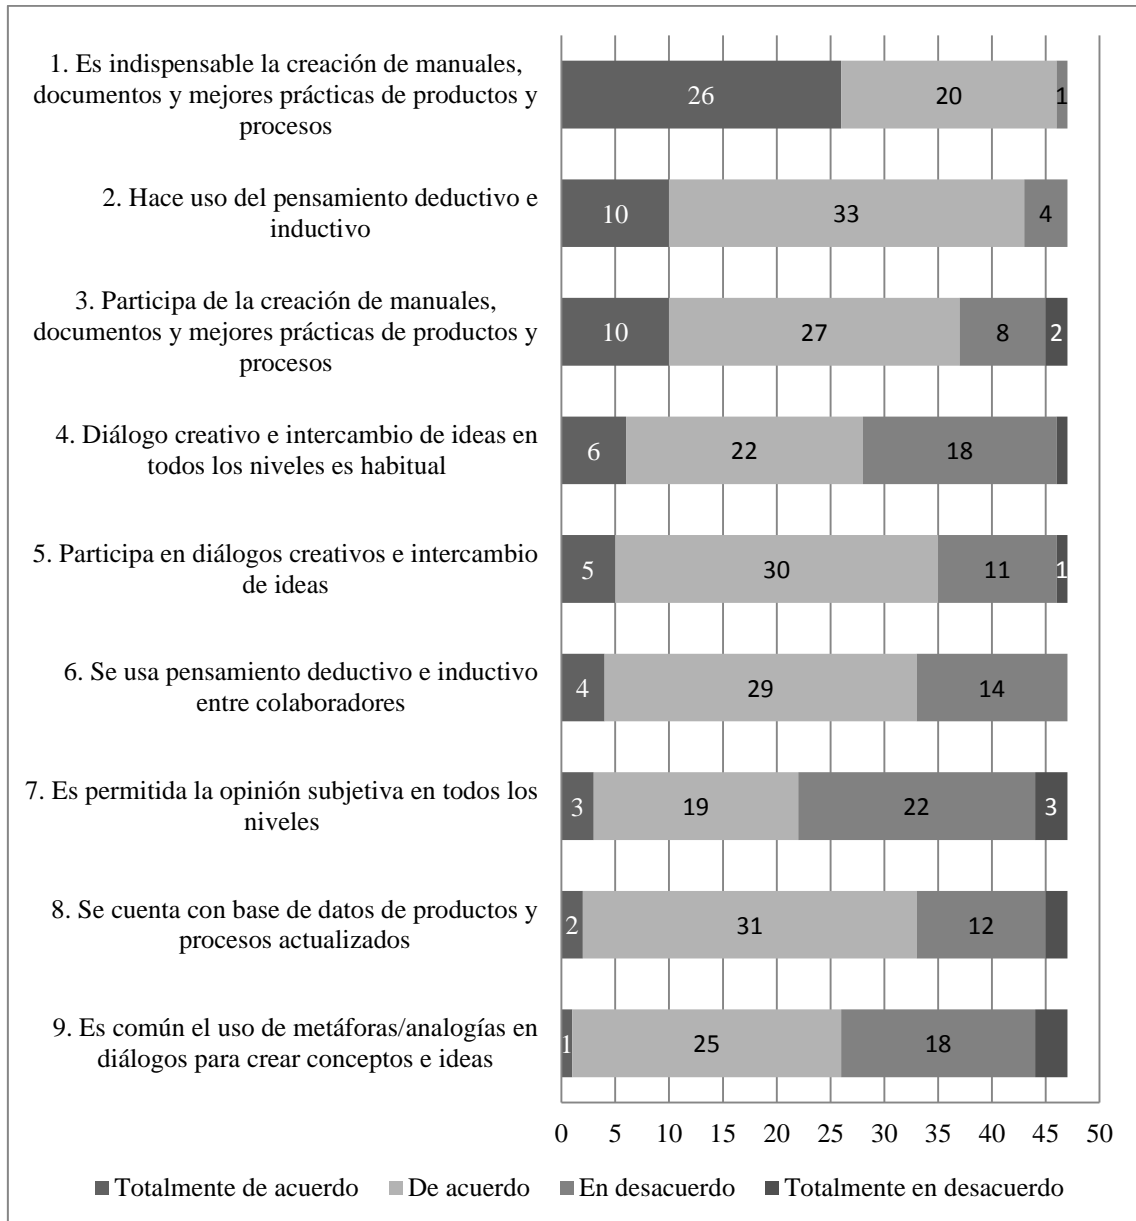 1. Es indispensable la creación de manuales,
documentos y mejores prácticas de productos y
procesos
26 20 1
2. Hace uso del pensamiento deductivo e
inductivo
10 33 4
3. Participa de la creación de manuales,
documentos y mejores prácticas de productos y
procesos
10 27 8 2
4. Diálogo creativo e intercambio de ideas en
todos los niveles es habitual
6 22 18
5. Participa en diálogos creativos e intercambio
de ideas
5 30 11 1
6. Se usa pensamiento deductivo e inductivo
entre colaboradores
4 29 14
7. Es permitida la opinión subjetiva en todos los
niveles
3 19 22 3
8. Se cuenta con base de datos de productos y
procesos actualizados
2 31 12
9. Es común el uso de metáforas/analogías en
diálogos para crear conceptos e ideas
1 25 18
0 5 10 15 20 25 30 35 40 45 50
Totalmente de acuerdo De acuerdo En desacuerdo Totalmente en desacuerdo